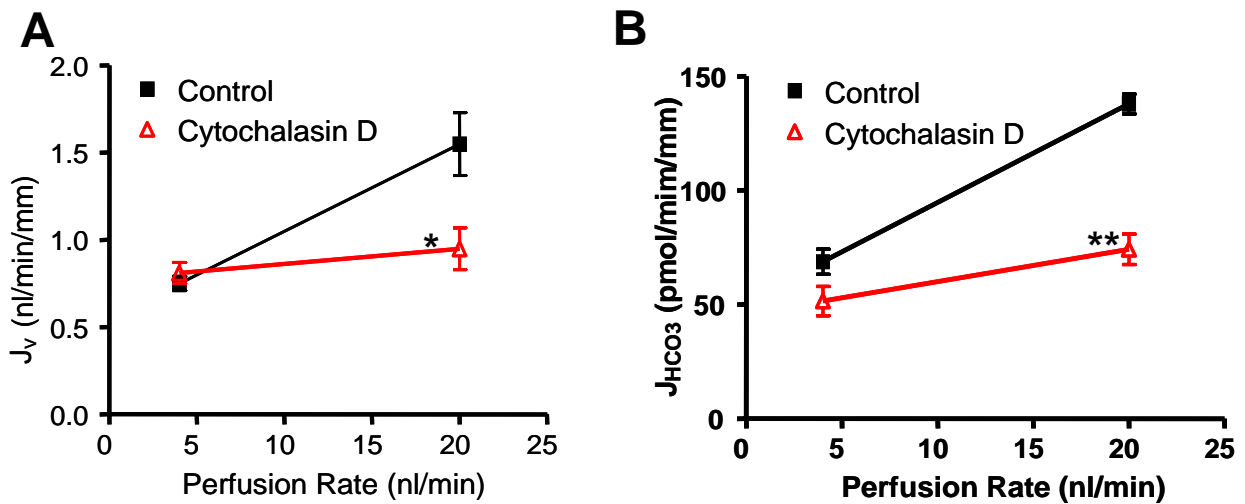 A
2.0
1.5
1.0
0.5
0.0
Control
Cytochalasin D
*
0 5 10 15 20 25
Perfusion Rate (nl/min)
Jv (nl/min/mm)
B
150
100
50
0
Control
Cytochalasin D
**
0 5 10 15 20 25
Perfusion Rate (nl/min)
JHCO3 (pmol/mim/mm)